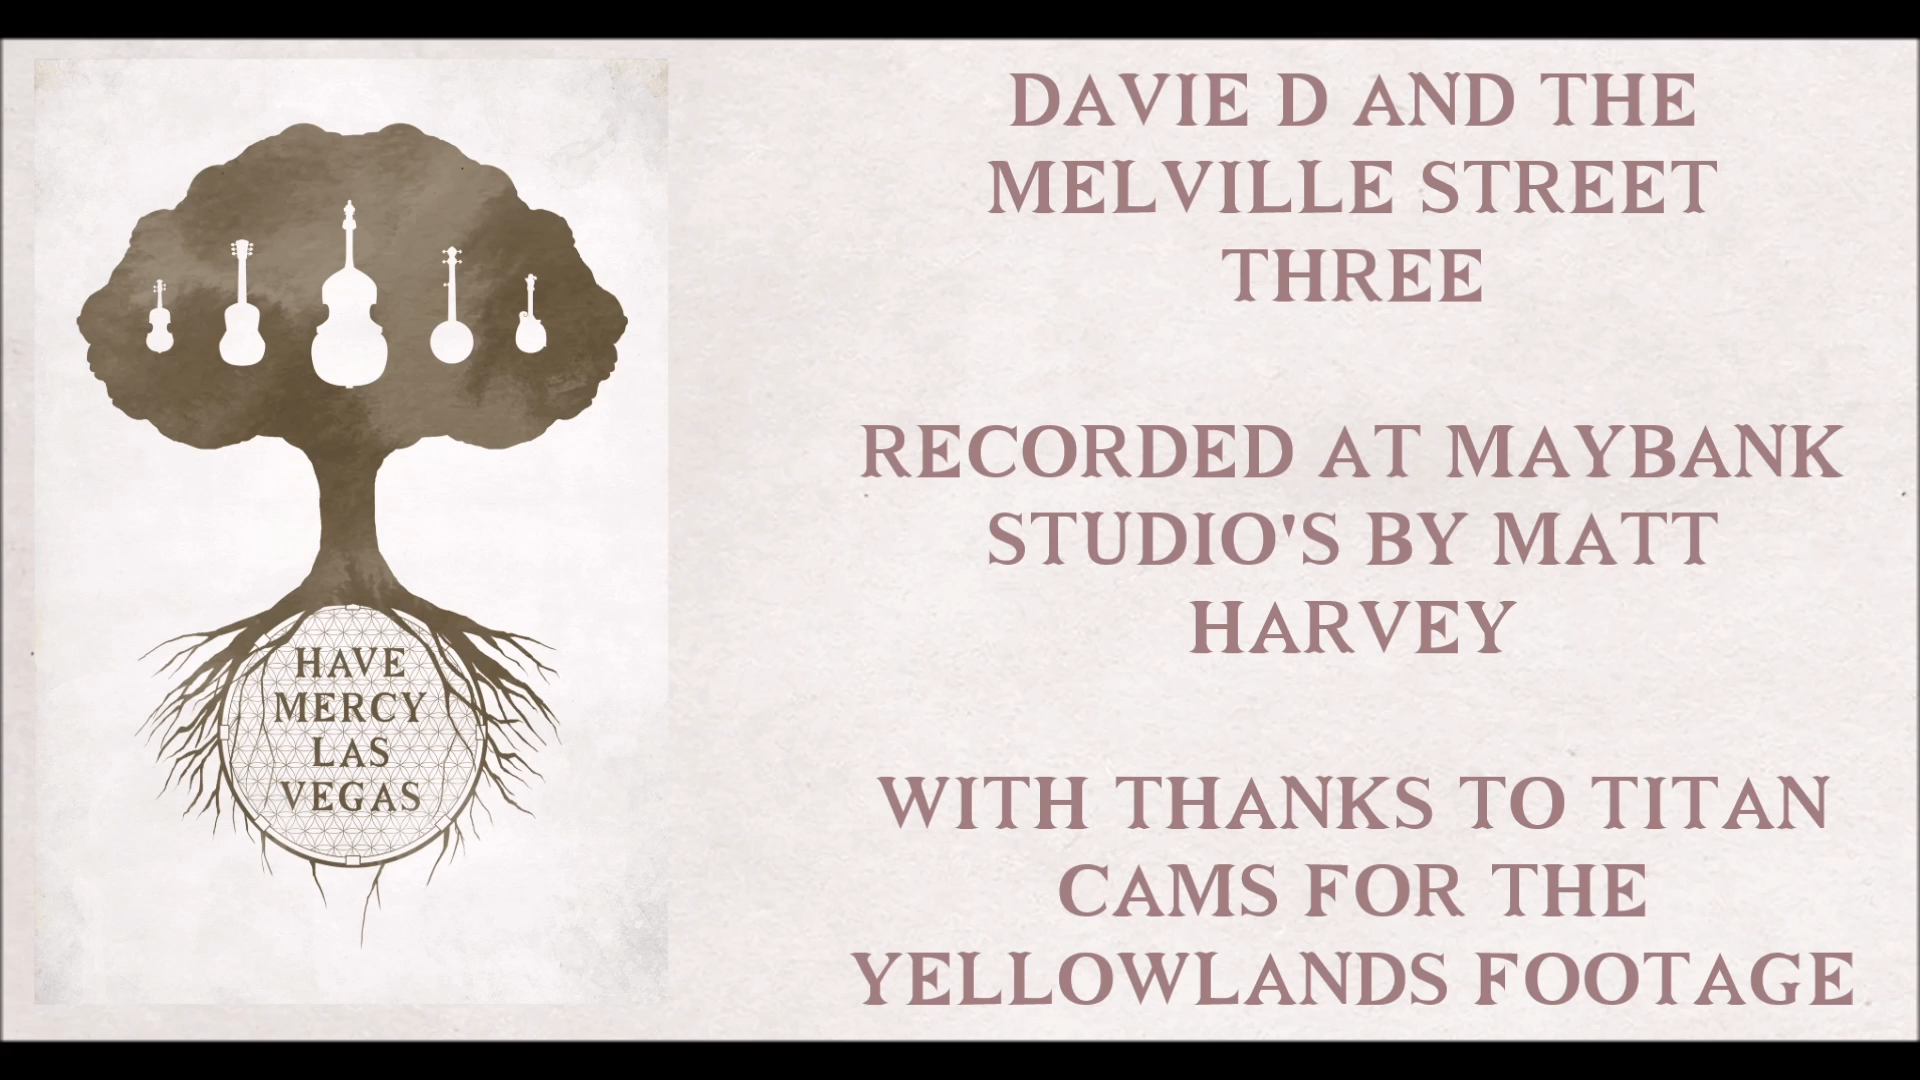 HAVE
MERCY
LAS
VEGAS
DAVIE D AND THE
MELVILLE STREET
THREE
RECORDED AT MAYBANK
STUDIO'S BY MATT
HARVEY
WITH THANKS TO TITAN
CAMS FOR THE
YELLOWLANDS FOOTAGE